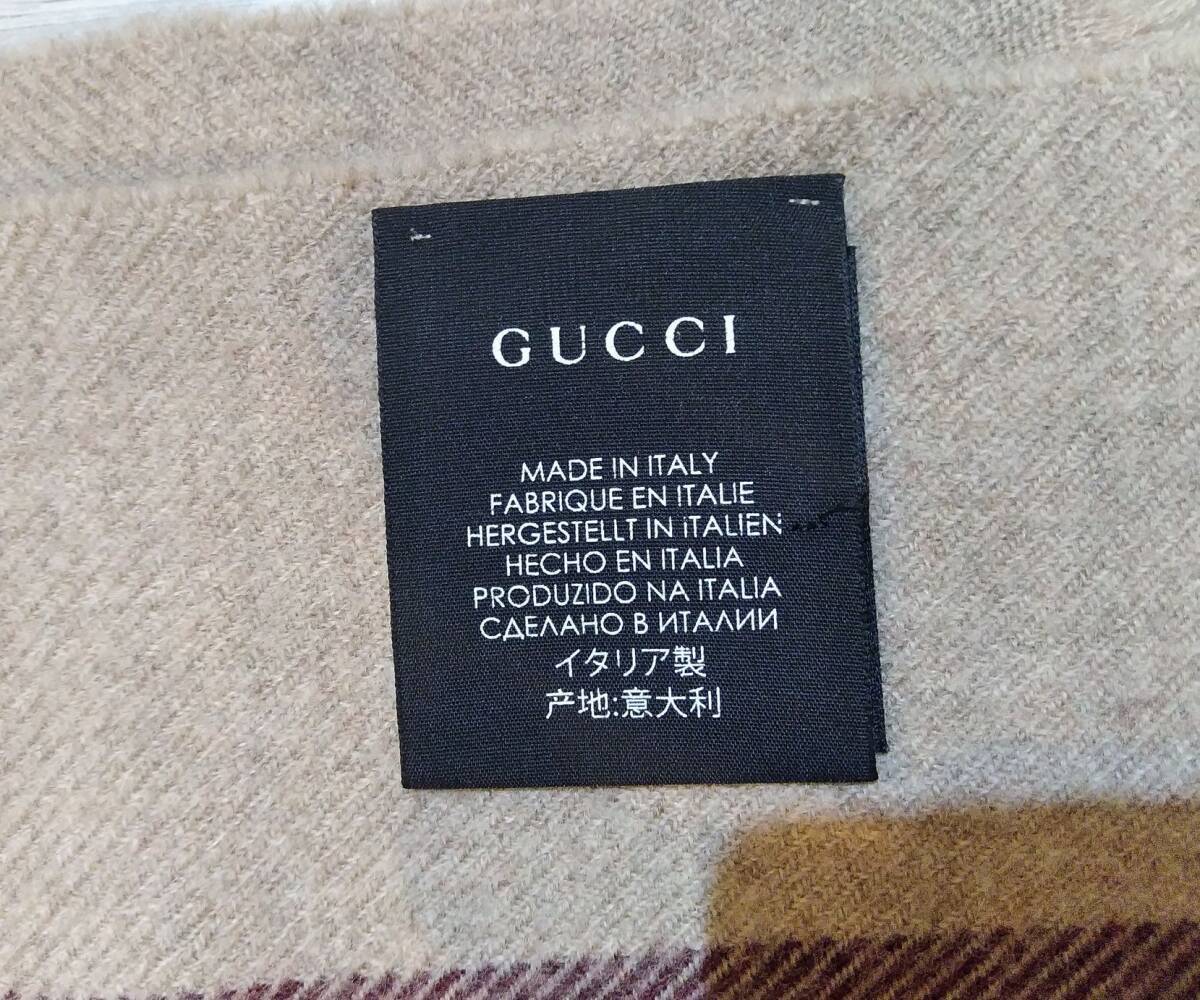 GUCCI
MADE IN ITALY
FABRIQUE EN ITALIE
HERGESTELLT IN ITALIEN
HECHO EN ITALIA
PRODUZIDO NA ITALIA
СДЕЛАНО В ИТАЛИИ
イタリア製
产地:意大利